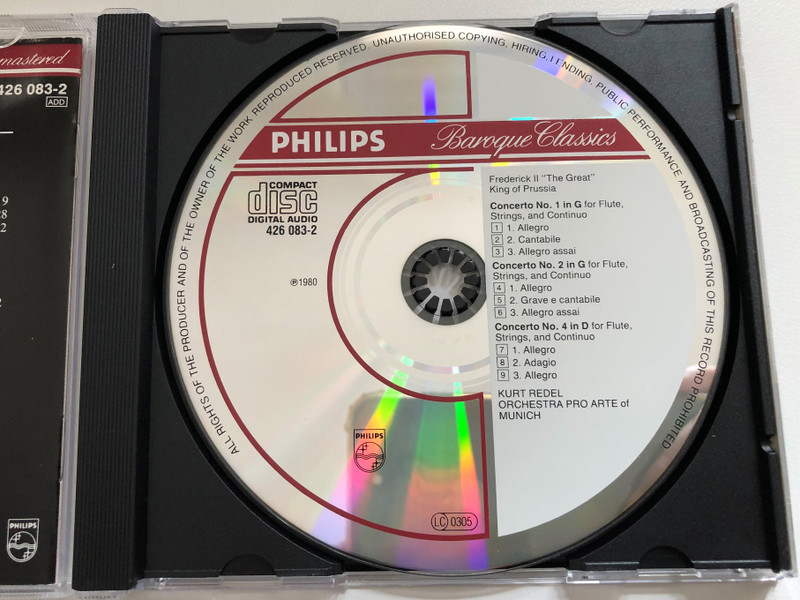 mastered
426 083-2
ADD
9
28
2
2
PHILIPS
ALL RIGHTS OF THE PRODUCER AND OF THE OWNER OF THE WORK REPRODUCED RESERVED. UNAUTHORISED COPYING, HIRING, LENDING, PUBLIC PERFORMANCE AND BROADCASTING OF THIS RECORD PROHIBITED
PHILIPS Baroque Classics
COMPACT
disc
DIGITAL AUDIO
426 083-2
℗1980
Frederick II "The Great"
King of Prussia
Concerto No. 1 in G for Flute,
Strings, and Continuo
1 1. Allegro
2 2. Cantabile
3 3. Allegro assai
Concerto No. 2 in G for Flute,
Strings, and Continuo
4 1. Allegro
5 2. Grave e cantabile
6 3. Allegro assai
Concerto No. 4 in D for Flute,
Strings, and Continuo
7 1. Allegro
8 2. Adagio
9 3. Allegro
KURT REDEL
ORCHESTRA PRO ARTE of
MUNICH
PHILIPS
LC 0305